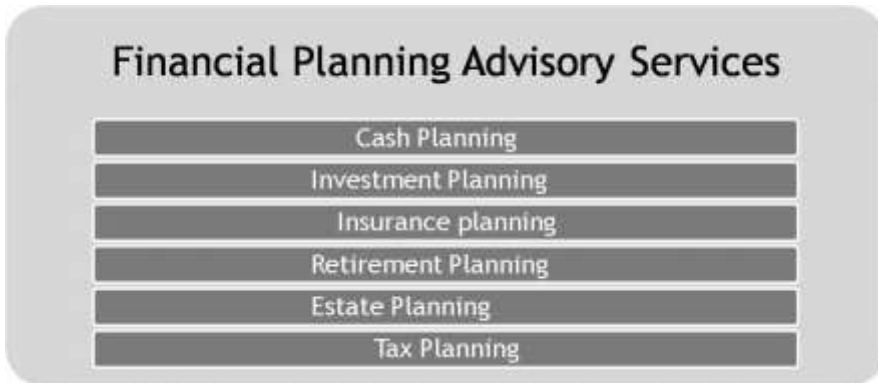 Financial Planning Advisory Services
Cash Planning
Investment Planning
Insurance planning
Retirement Planning
Estate Planning
Tax Planning